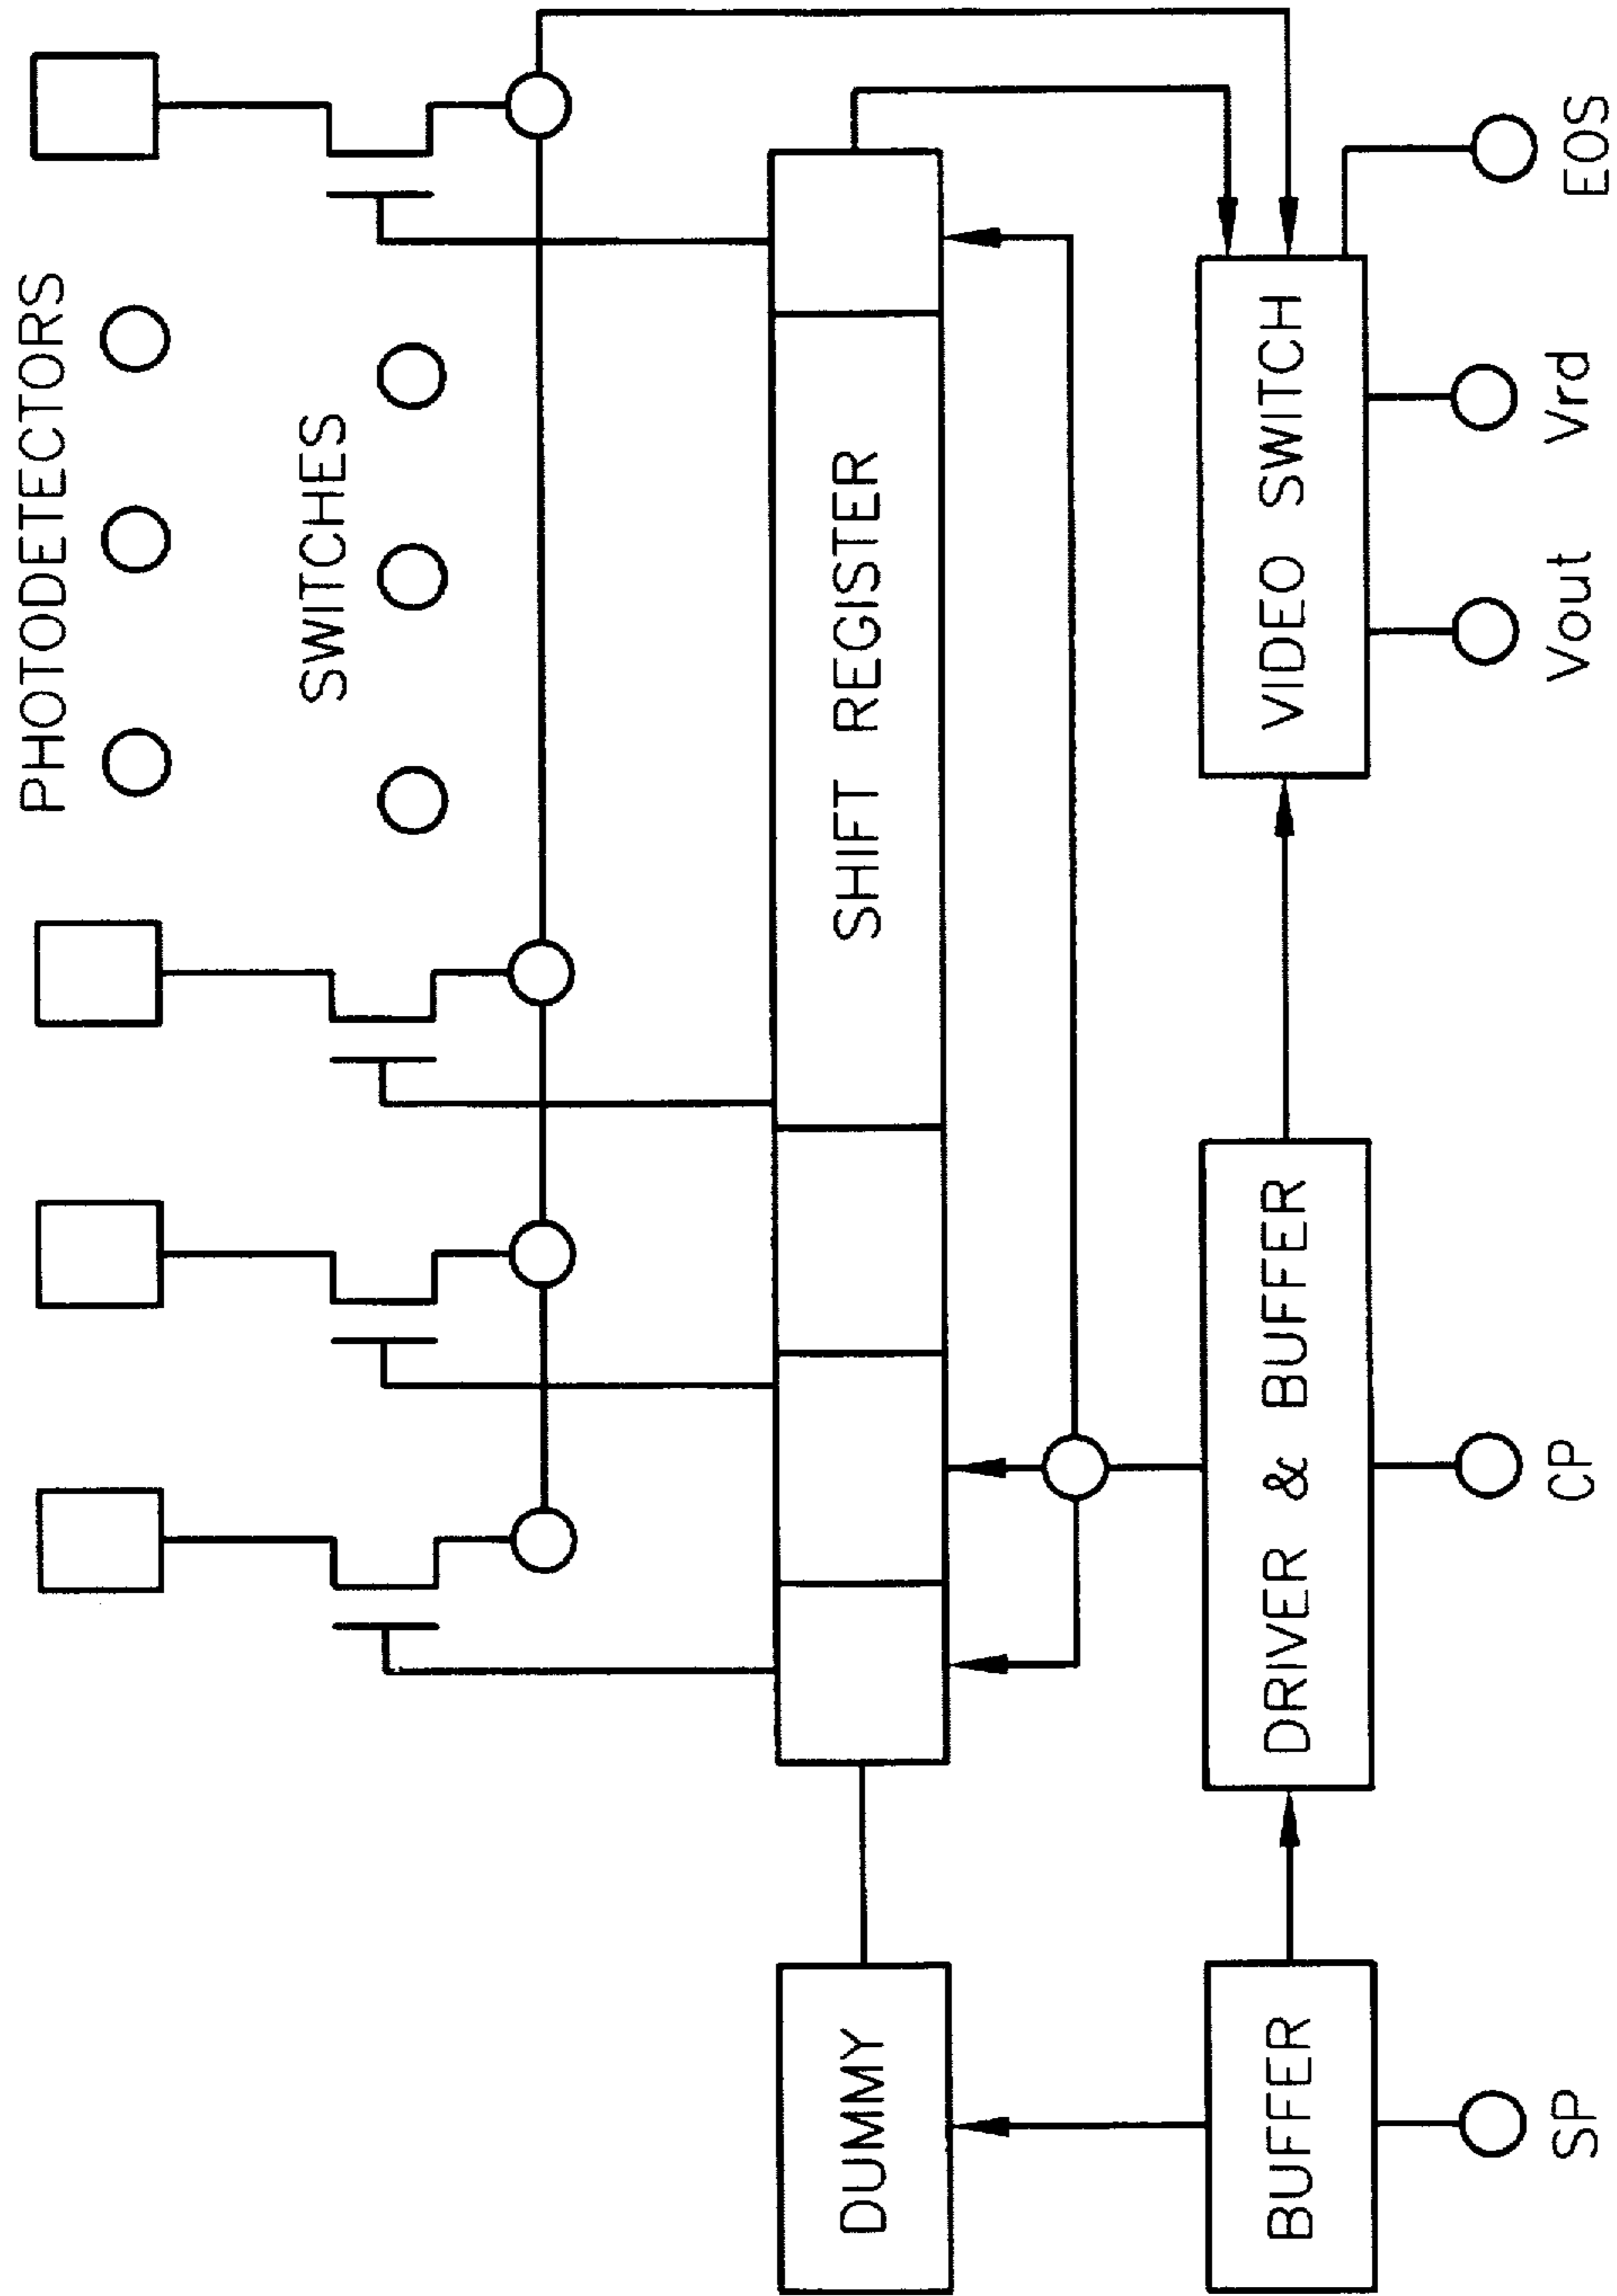 PHOTODETECTORS
SWITCHES
SHIFT REGISTER
DUMMY
BUFFER
DRIVER & BUFFER
VIDEO SWITCH
SP
CP
Vout
Vrd
EOS